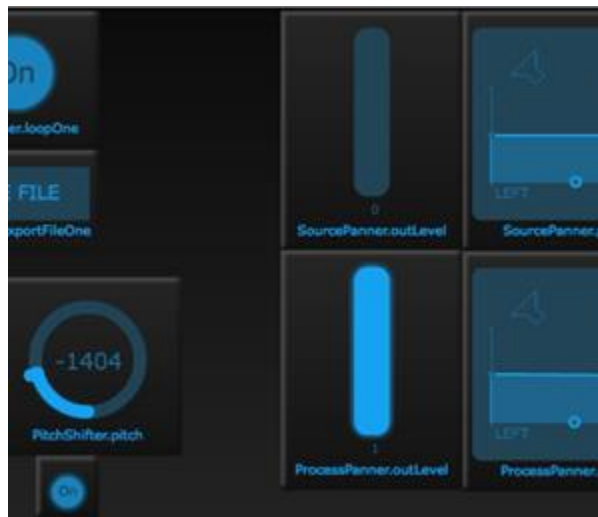 On
er.loopOne
E FILE
xportFileOne
-1404
PitchShifter.pitch
On
0
SourcePanner.outLevel
LEFT
SourcePanner.
1
ProcessPanner.outLevel
LEFT
ProcessPanner.